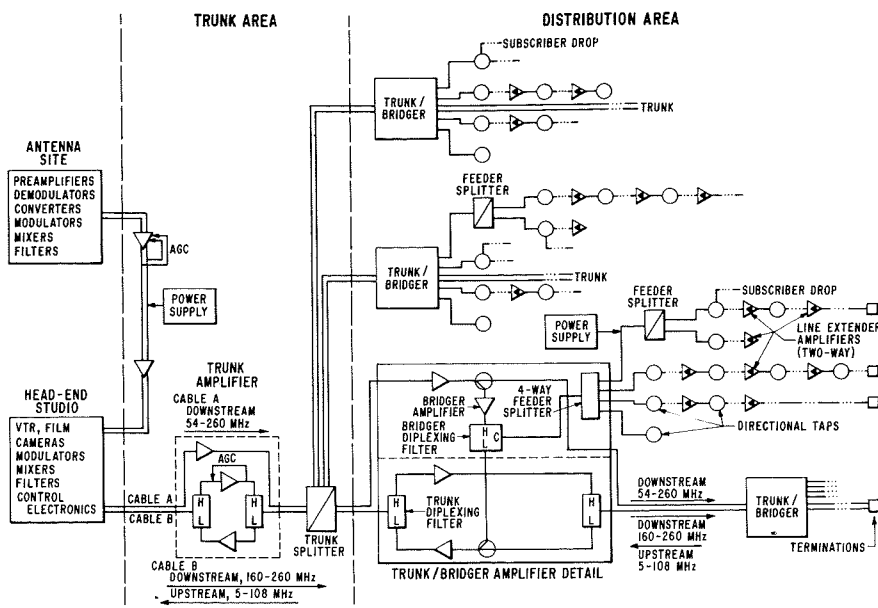 TRUNK AREA
DISTRIBUTION AREA
SUBSCRIBER DROP
TRUNK/
BRIDGER
TRUNK
ANTENNA
SITE
PREAMPLIFIERS
DEMODULATORS
CONVERTERS
MODULATORS
MIXERS
FILTERS
AGC
POWER
SUPPLY
FEEDER
SPLITTER
TRUNK/
BRIDGER
TRUNK
SUBSCRIBER DROP
FEEDER
SPLITTER
POWER
SUPPLY
LINE EXTENDER
AMPLIFIERS
(TWO-WAY)
HEAD-END
STUDIO
VTR, FILM
CAMERAS
MODULATORS
MIXERS
FILTERS
CONTROL
ELECTRONICS
TRUNK
AMPLIFIER
CABLE A
DOWNSTREAM
54-260 MHz
AGC
H
L
H
L
CABLE A
CABLE B
CABLE B
DOWNSTREAM, 160-260 MHz
UPSTREAM, 5-108 MHz
TRUNK
SPLITTER
BRIDGER
AMPLIFIER
BRIDGER
DIPLEXING
FILTER
H
L
C
4-WAY
FEEDER
SPLITTER
DIRECTIONAL TAPS
H
L
TRUNK
DIPLEXING
FILTER
H
L
TRUNK/BRIDGER AMPLIFIER DETAIL
DOWNSTREAM
54-260 MHz
DOWNSTREAM
160-260 MHz
UPSTREAM
5-108 MHz
TRUNK/
BRIDGER
TERMINATIONS